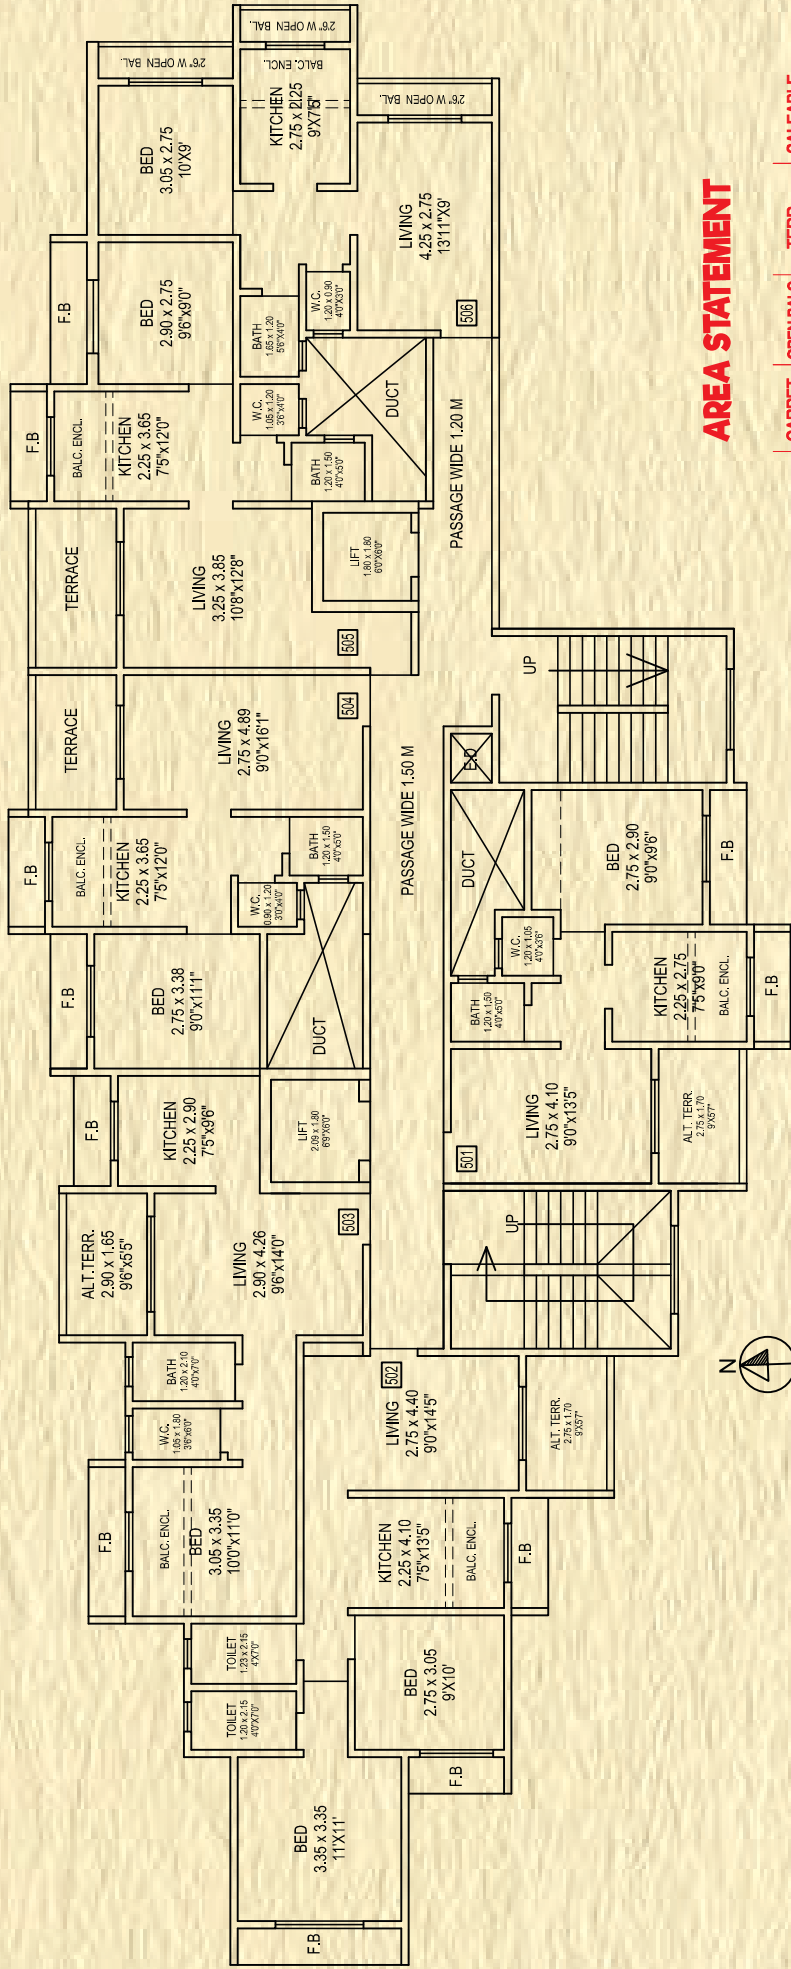 2'6" W OPEN BAL.
BALC. ENCL.
KITCHEN
2.75 x 2.25
9'X7'5"
2'6" W OPEN BAL.
BED
3.05 x 2.75
10'X9'
2'6" W OPEN BAL.
LIVING
4.25 x 2.75
13'11"X9'
506
W.C.
1.20 x 0.90
4'0"X3'0"
BATH
1.65 x 1.20
5'6"X4'0"
F.B
BED
2.90 x 2.75
9'6"x9'0"
W.C.
1.05 x 1.20
3'6"x4'0"
BATH
1.20 x 1.50
4'0"x5'0"
DUCT
F.B
BALC. ENCL.
KITCHEN
2.25 x 3.65
7'5"x12'0"
PASSAGE WIDE 1.20 M
TERRACE
LIVING
3.25 x 3.85
10'8"x12'8"
LIFT
1.80 x 1.80
6'0"X6'0"
505
TERRACE
LIVING
2.75 x 4.89
9'0"x16'1"
504
UP
E.D
PASSAGE WIDE 1.50 M
F.B
BALC. ENCL.
KITCHEN
2.25 x 3.65
7'5"x12'0"
BATH
1.20 x 1.50
4'0"x5'0"
W.C.
0.90 x 1.20
3'0"x4'0"
DUCT
F.B
BED
2.75 x 3.38
9'0"x11'1"
DUCT
BED
2.75 x 2.90
9'0"x9'6"
F.B
W.C.
1.20 x 1.05
4'0"x3'6"
BATH
1.20 x 1.50
4'0"x5'0"
KITCHEN
2.25 x 2.75
7'5"x9'0"
BALC. ENCL.
F.B
LIVING
2.75 x 4.10
9'0"x13'5"
501
ALT. TERR.
2.75 x 1.70
9'X5'7"
F.B
KITCHEN
2.25 x 2.90
7'5"x9'6"
LIFT
2.09 x 1.80
6'9"X6'0"
ALT.TERR.
2.90 x 1.65
9'6"x5'5"
LIVING
2.90 x 4.26
9'6"x14'0"
503
UP
BATH
1.20 x 2.10
4'0"x7'0"
W.C.
1.05 x 1.80
3'6"x6'0"
502
LIVING
2.75 x 4.40
9'0"x14'5"
ALT. TERR.
2.75 x 1.70
9'X5'7"
F.B
BALC. ENCL.
BED
3.05 x 3.35
10'0"x11'0"
KITCHEN
2.25 x 4.10
7'5"x13'5"
BALC. ENCL.
F.B
TOILET
1.23 x 2.15
4'X7'0"
TOILET
1.20 x 2.15
4'0"X7'0"
BED
2.75 x 3.05
9'X10'
F.B
BED
3.35 x 3.35
11'X11'
F.B
N
AREA STATEMENT
CARPET OPEN BALC TERR SALEABLE